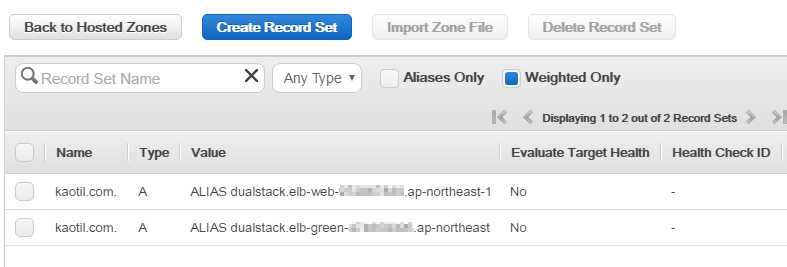 Back to Hosted Zones Create Record Set Import Zone File Delete Record Set
Record Set Name Any Type Aliases Only Weighted Only
Displaying 1 to 2 out of 2 Record Sets
Name Type Value Evaluate Target Health Health Check ID
kaotil.com. A ALIAS dualstack.elb-web- .ap-northeast-1 No -
kaotil.com. A ALIAS dualstack.elb-green- .ap-northeast No -